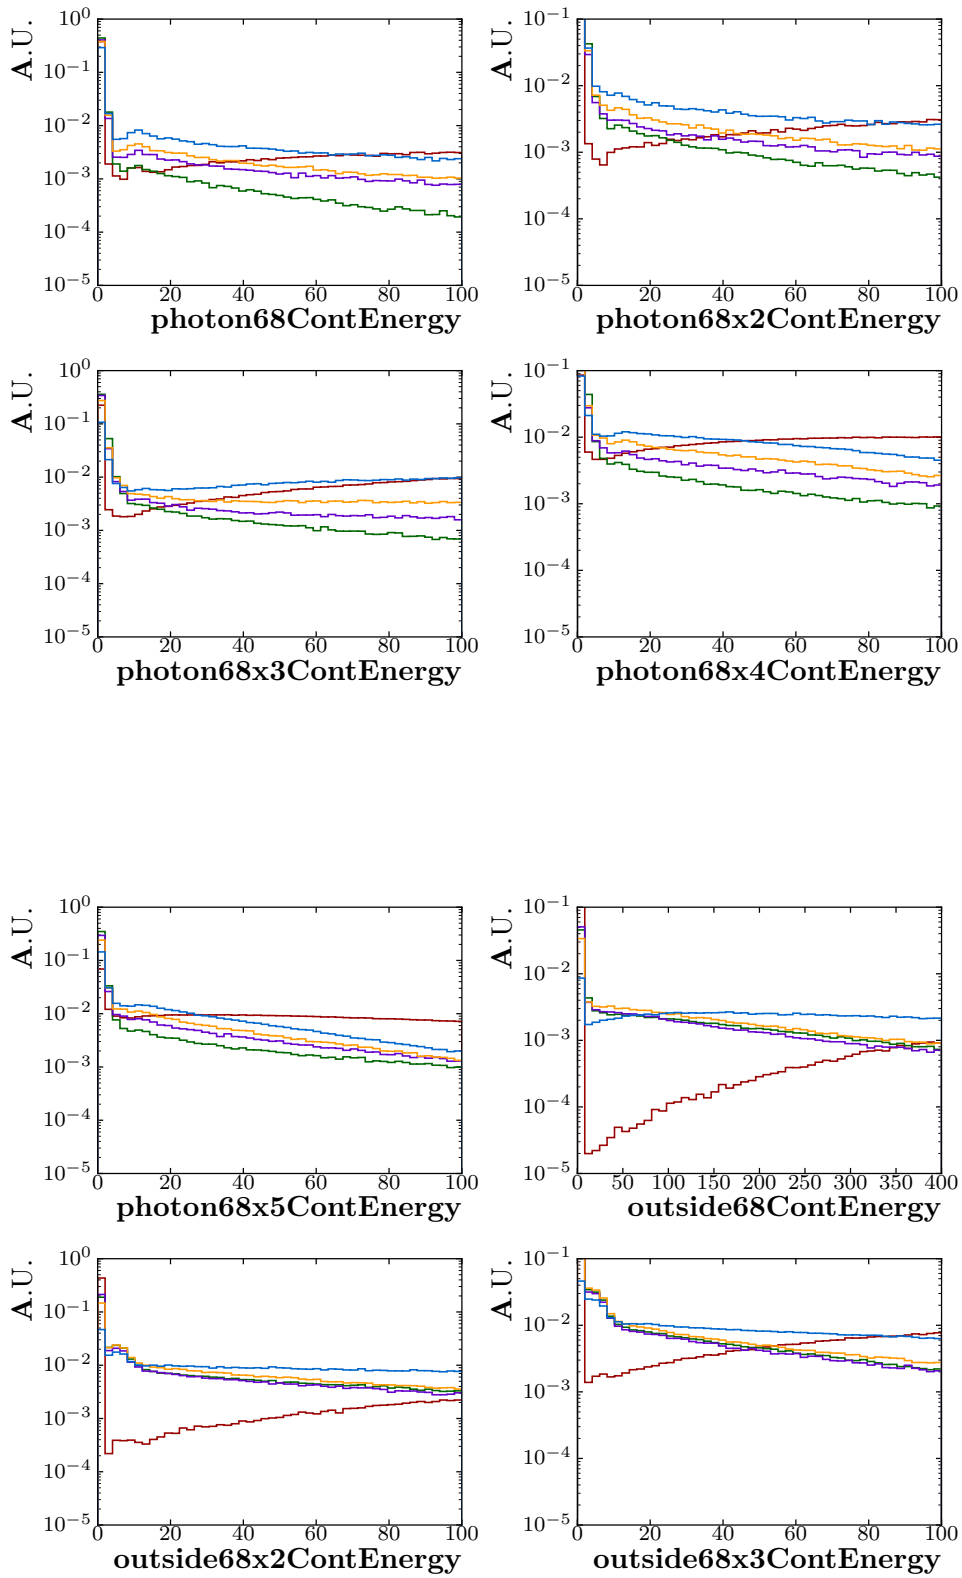 A.U.
10^0
10^-1
10^-2
10^-3
10^-4
10^-5
0 20 40 60 80 100
photon68ContEnergy
A.U.
10^-1
10^-2
10^-3
10^-4
10^-5
0 20 40 60 80 100
photon68x2ContEnergy
A.U.
10^0
10^-1
10^-2
10^-3
10^-4
10^-5
0 20 40 60 80 100
photon68x3ContEnergy
A.U.
10^-1
10^-2
10^-3
10^-4
10^-5
0 20 40 60 80 100
photon68x4ContEnergy
A.U.
10^0
10^-1
10^-2
10^-3
10^-4
10^-5
0 20 40 60 80 100
photon68x5ContEnergy
A.U.
10^-1
10^-2
10^-3
10^-4
10^-5
0 50 100 150 200 250 300 350 400
outside68ContEnergy
A.U.
10^0
10^-1
10^-2
10^-3
10^-4
10^-5
0 20 40 60 80 100
outside68x2ContEnergy
A.U.
10^-1
10^-2
10^-3
10^-4
10^-5
0 20 40 60 80 100
outside68x3ContEnergy